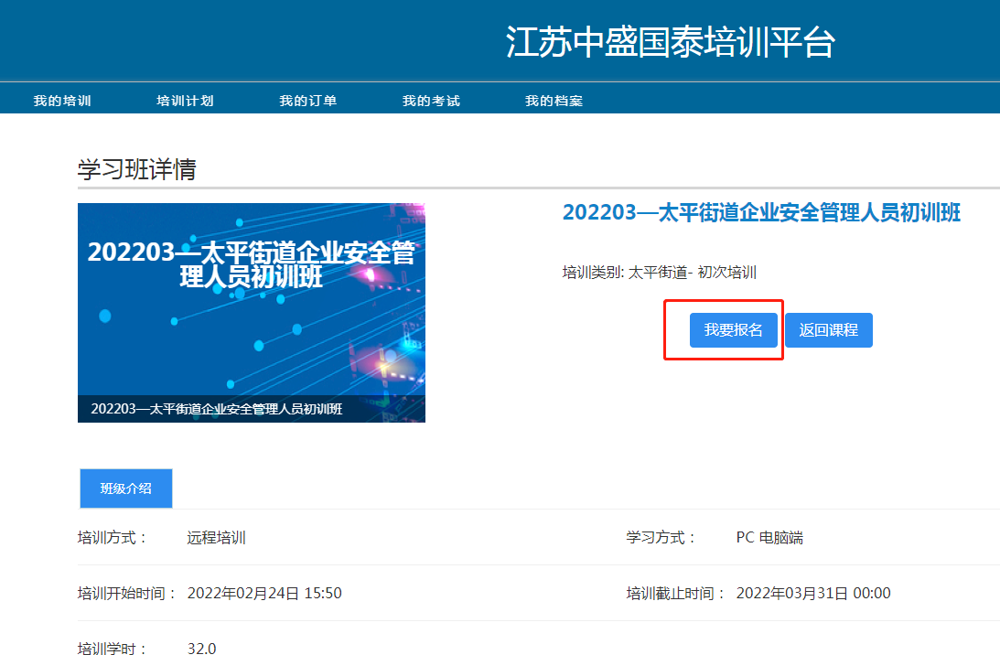 江苏中盛国泰培训平台
我的培训 培训计划 我的订单 我的考试 我的档案
学习班详情
202203—太平街道企业安全管
理人员初训班
202203—太平街道企业安全管理人员初训班
202203—太平街道企业安全管理人员初训班
培训类别: 太平街道- 初次培训
我要报名 返回课程
班级介绍
培训方式： 远程培训 学习方式： PC 电脑端
培训开始时间： 2022年02月24日 15:50 培训截止时间： 2022年03月31日 00:00
培训学时： 32.0